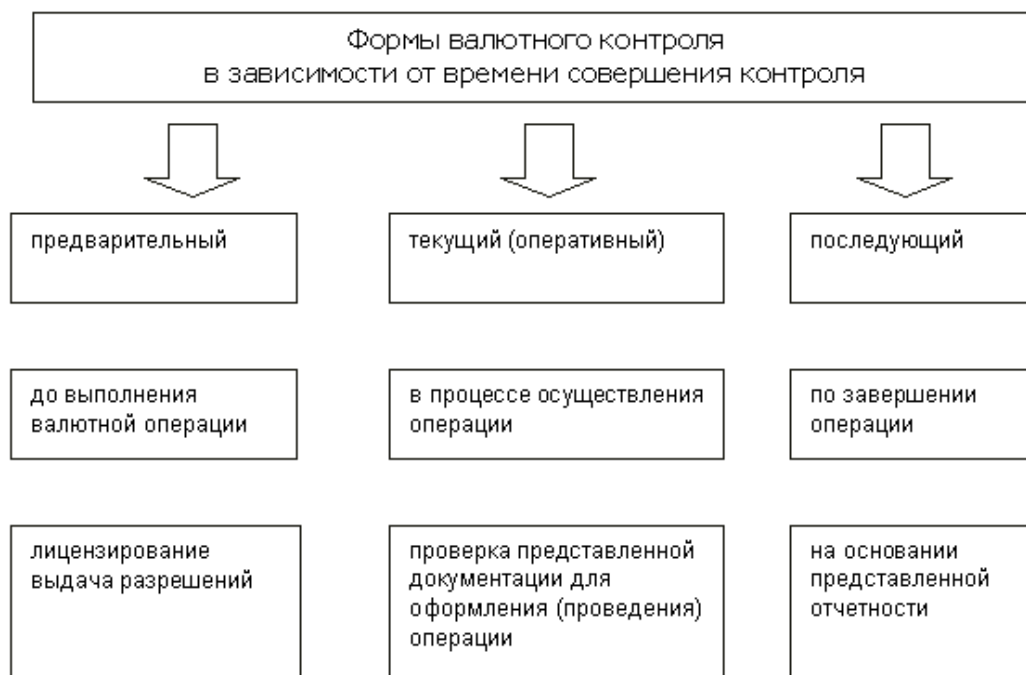 Формы валютного контроля
в зависимости от времени совершения контроля
предварительный
текущий (оперативный)
последующий
до выполнения
валютной операции
в процессе осуществления
операции
по завершении
операции
лицензирование
выдача разрешений
проверка представленной
документации для
оформления (проведения)
операции
на основании
представленной
отчетности